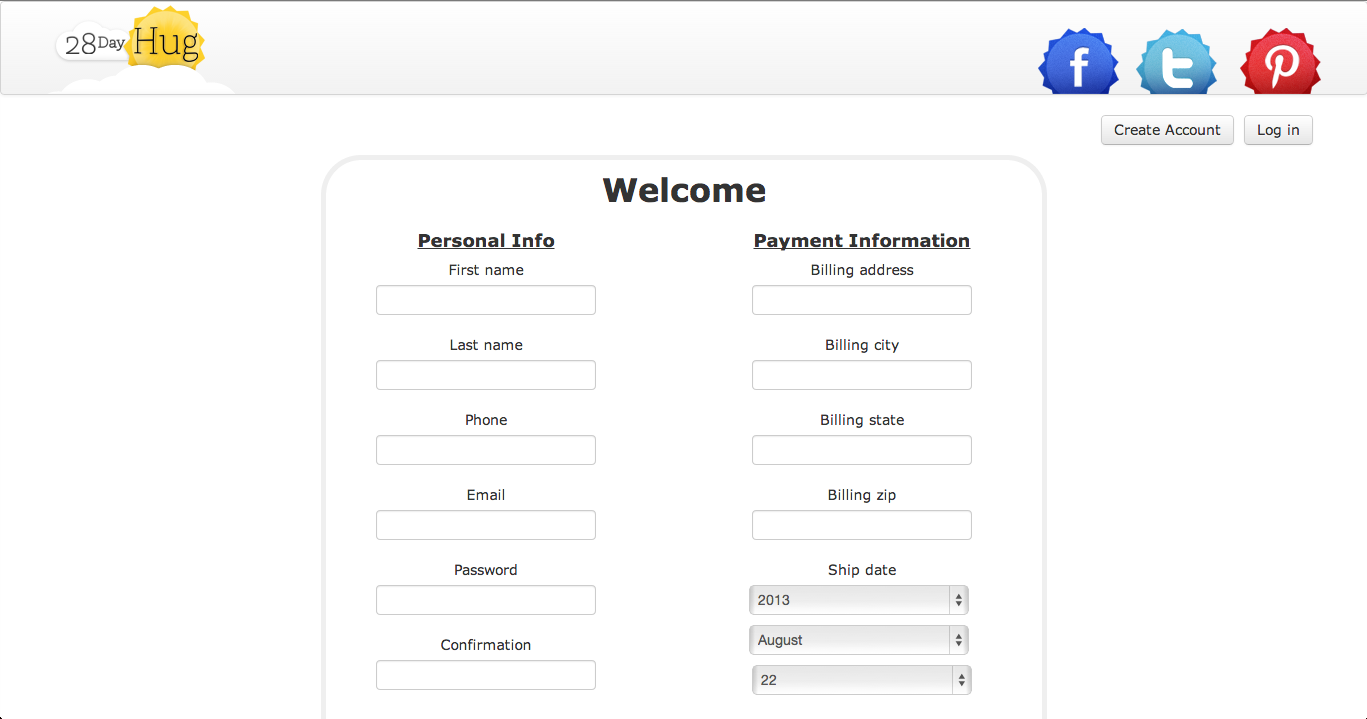 28 Day Hug
f t P
Create Account Log in
Welcome
Personal Info Payment Information
First name Billing address
Last name Billing city
Phone Billing state
Email Billing zip
Password Ship date
2013
Confirmation August
22